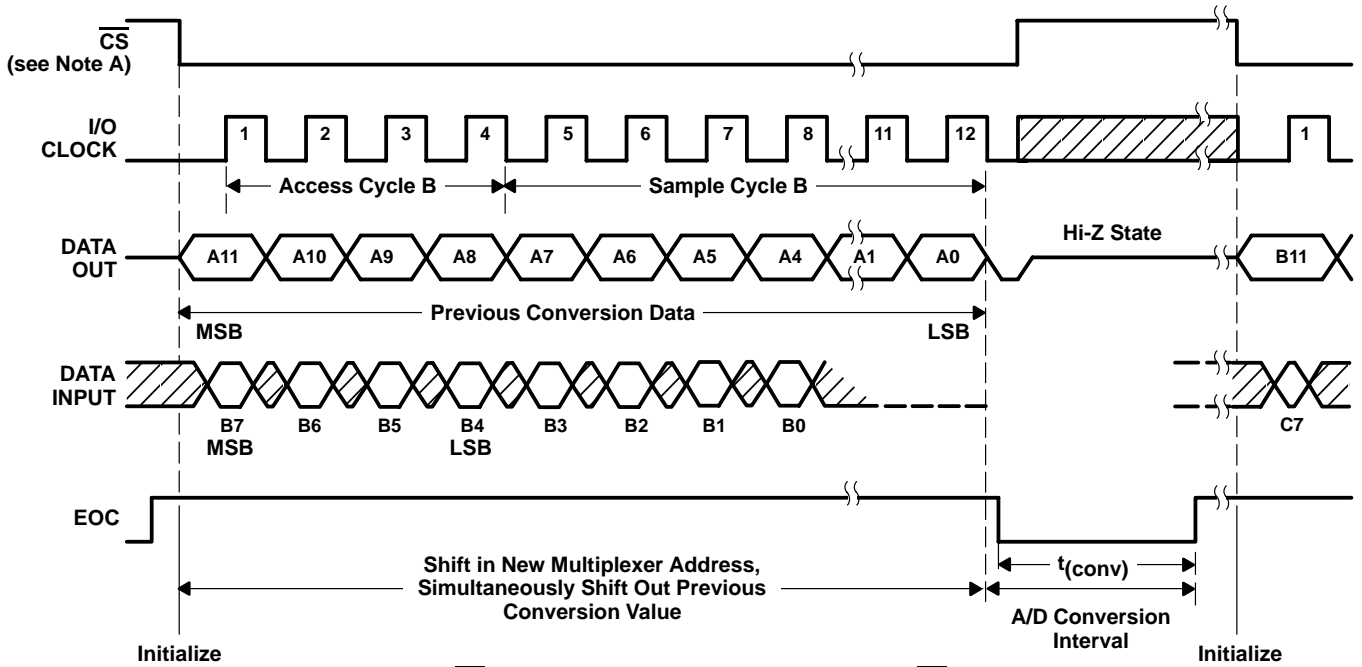 CS
(see Note A)
I/O
CLOCK
1 2 3 4 5 6 7 8 11 12 1
Access Cycle B
Sample Cycle B
DATA
OUT
A11 A10 A9 A8 A7 A6 A5 A4 A1 A0
Hi-Z State
B11
Previous Conversion Data
MSB
LSB
DATA
INPUT
B7 B6 B5 B4 B3 B2 B1 B0 C7
MSB
LSB
EOC
Shift in New Multiplexer Address,
Simultaneously Shift Out Previous
Conversion Value
t(conv)
A/D Conversion
Interval
Initialize
Initialize